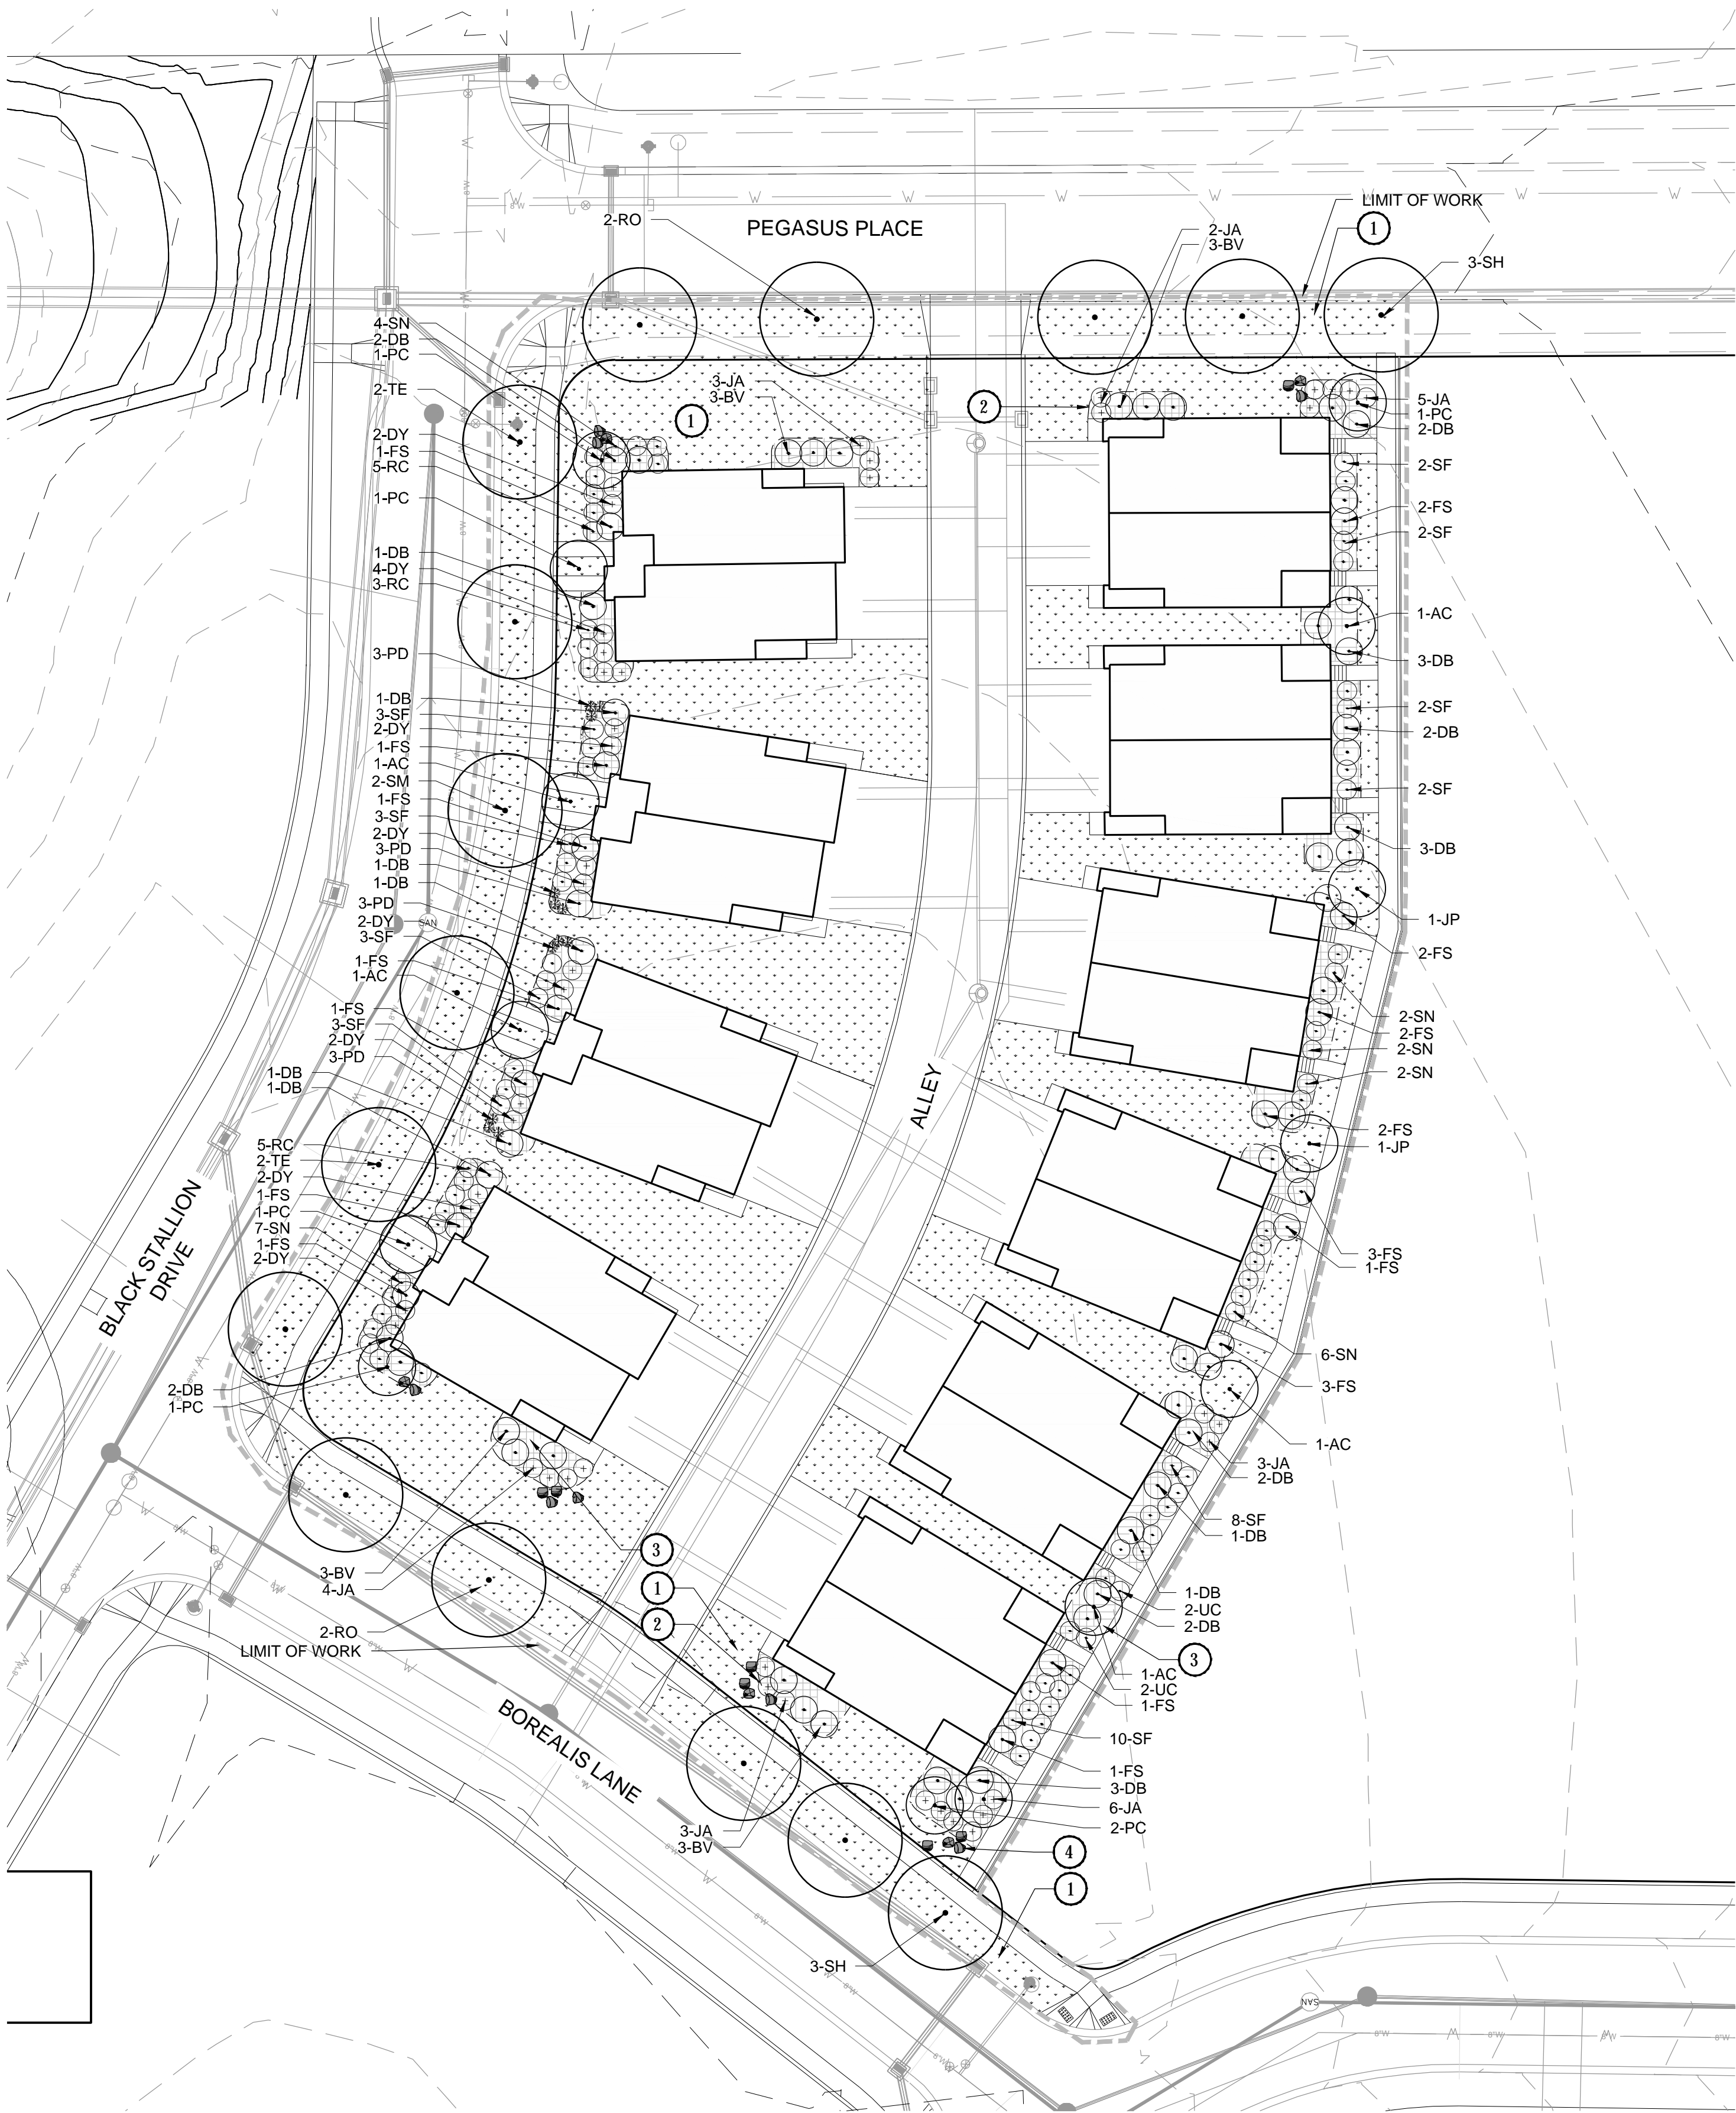 LIMIT OF WORK
1
2-RO
PEGASUS PLACE
2-JA
3-BV
3-SH
4-SN
2-DB
1-PC
2-TE
3-JA
3-BV
1
2
5-JA
1-PC
2-DB
2-DY
1-FS
5-RC
1-PC
2-SF
2-FS
2-SF
1-DB
4-DY
3-RC
1-AC
3-PD
3-DB
1-DB
3-SF
2-DY
1-FS
1-AC
2-SM
1-FS
3-SF
2-DY
3-PD
1-DB
1-DB
3-PD
2-DY
3-SF
2-SF
2-DB
2-SF
3-DB
1-JP
2-FS
SAN
1-FS
1-AC
1-FS
3-SF
2-DY
3-PD
1-DB
1-DB
2-SN
2-FS
2-SN
2-SN
ALLEY
2-FS
1-JP
5-RC
2-TE
2-DY
1-FS
1-PC
7-SN
1-FS
2-DY
BLACK STALLION
DRIVE
3-FS
1-FS
6-SN
3-FS
2-DB
1-PC
1-AC
3-JA
2-DB
8-SF
1-DB
3
3-BV
4-JA
1
1-DB
2-UC
2-DB
2
2-RO
LIMIT OF WORK
3
1-AC
2-UC
1-FS
BOREALIS LANE
10-SF
1-FS
3-DB
6-JA
2-PC
3-JA
3-BV
4
1
3-SH
SAN
8"W
W
8"W
W
8"W